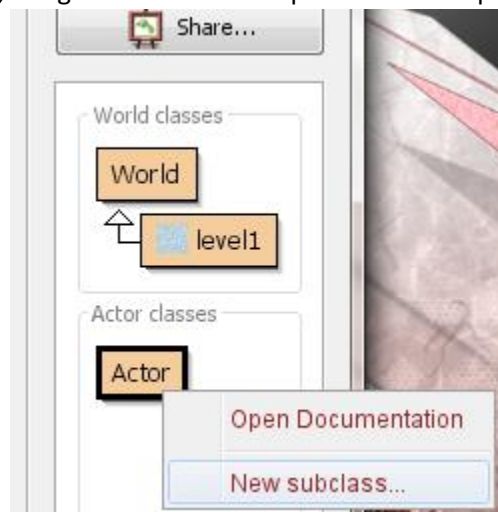 Share...
World classes
World
level1
Actor classes
Actor
Open Documentation
New subclass...